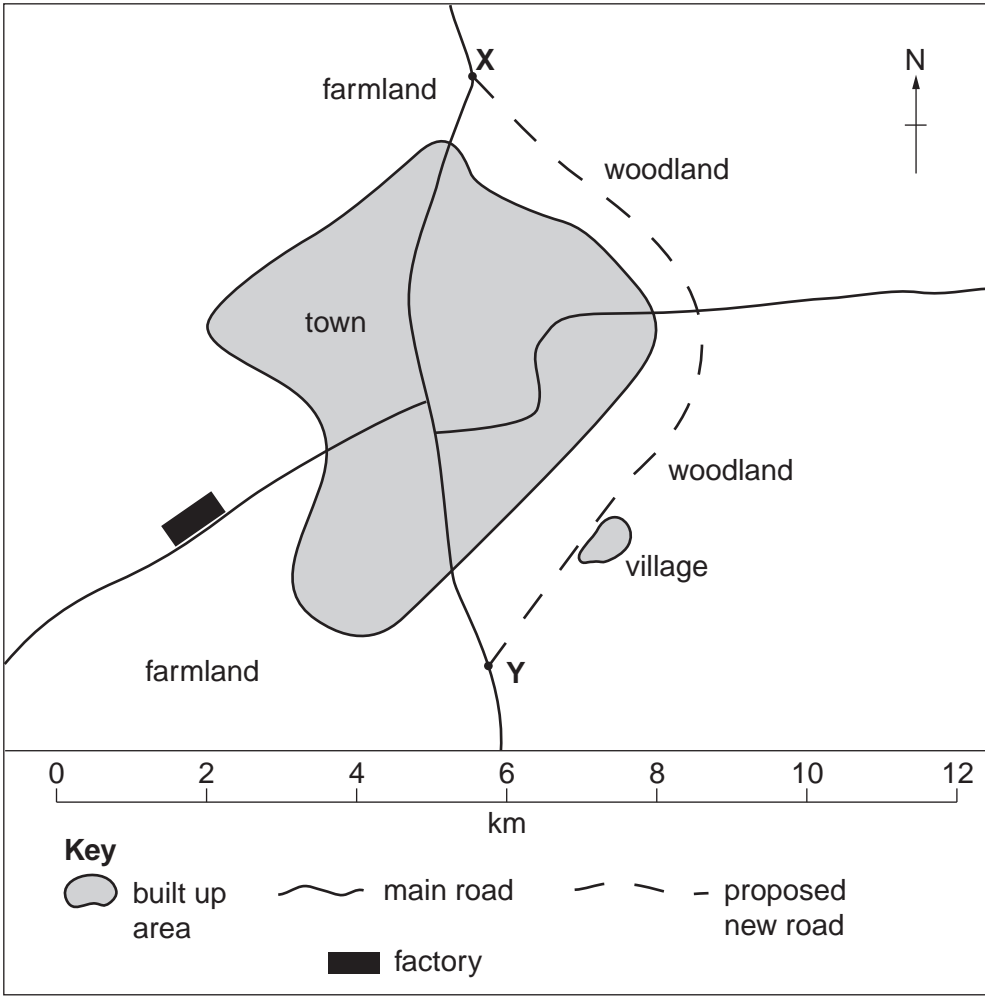 X
N
farmland
woodland
town
woodland
village
farmland
Y
0 2 4 6 8 10 12
km
Key
built up
area
main road
proposed
new road
factory